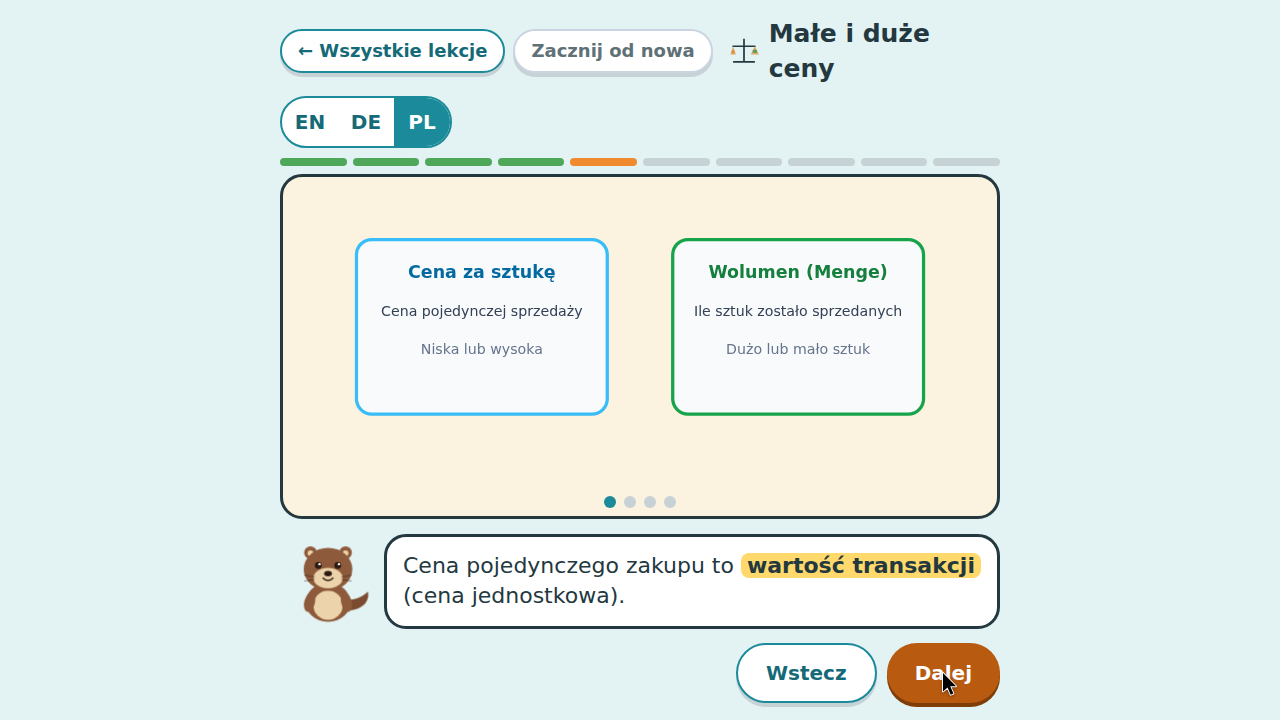 ← Wszystkie lekcje
Zacznij od nowa
Małe i duże
ceny
EN DE PL
Cena za sztukę
Cena pojedynczej sprzedaży
Niska lub wysoka
Wolumen (Menge)
Ile sztuk zostało sprzedanych
Dużo lub mało sztuk
Cena pojedynczego zakupu to wartość transakcji
(cena jednostkowa).
Wstecz
Dalej